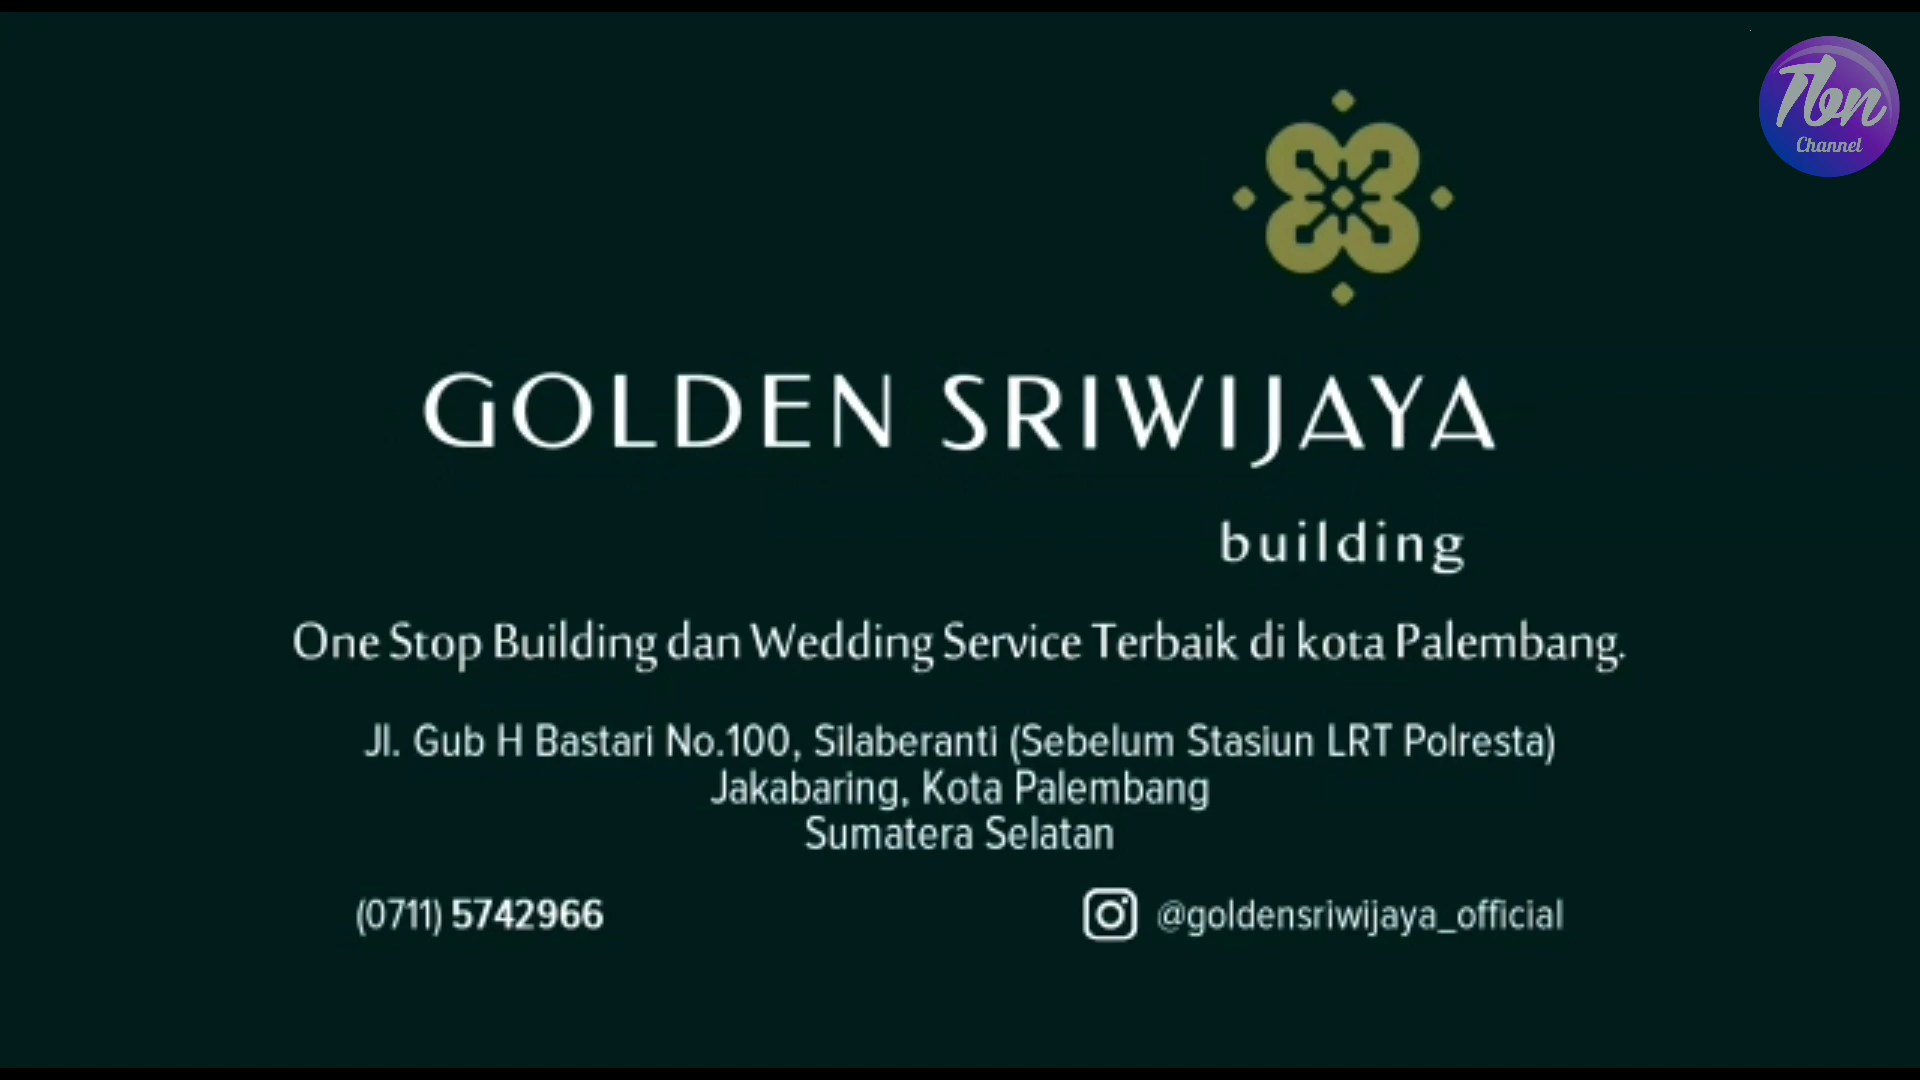 Tbn
Channel
GOLDEN SRIWIJAYA
building
One Stop Building dan Wedding Service Terbaik di kota Palembang.
Jl. Gub H Bastari No.100, Silaberanti (Sebelum Stasiun LRT Polresta)
Jakabaring, Kota Palembang
Sumatera Selatan
(0711) 5742966
@goldensriwijaya_official